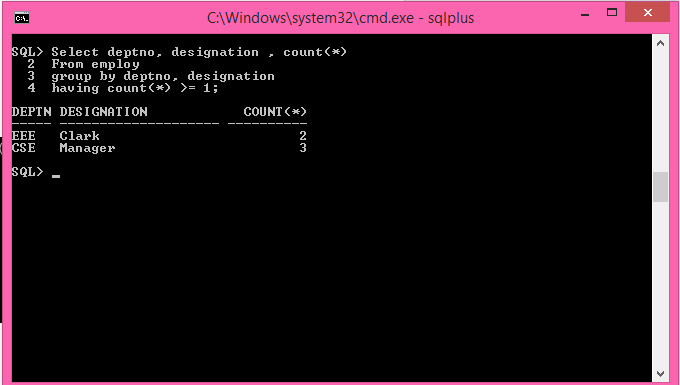 C:\Windows\system32\cmd.exe - sqlplus
SQL> Select deptno, designation , count(*)
  2  From employ
  3  group by deptno, designation
  4  having count(*) >= 1;
DEPTN DESIGNATION            COUNT(*)
----- -------------------- ----------
EEE   Clark                         2
CSE   Manager                       3
SQL> _